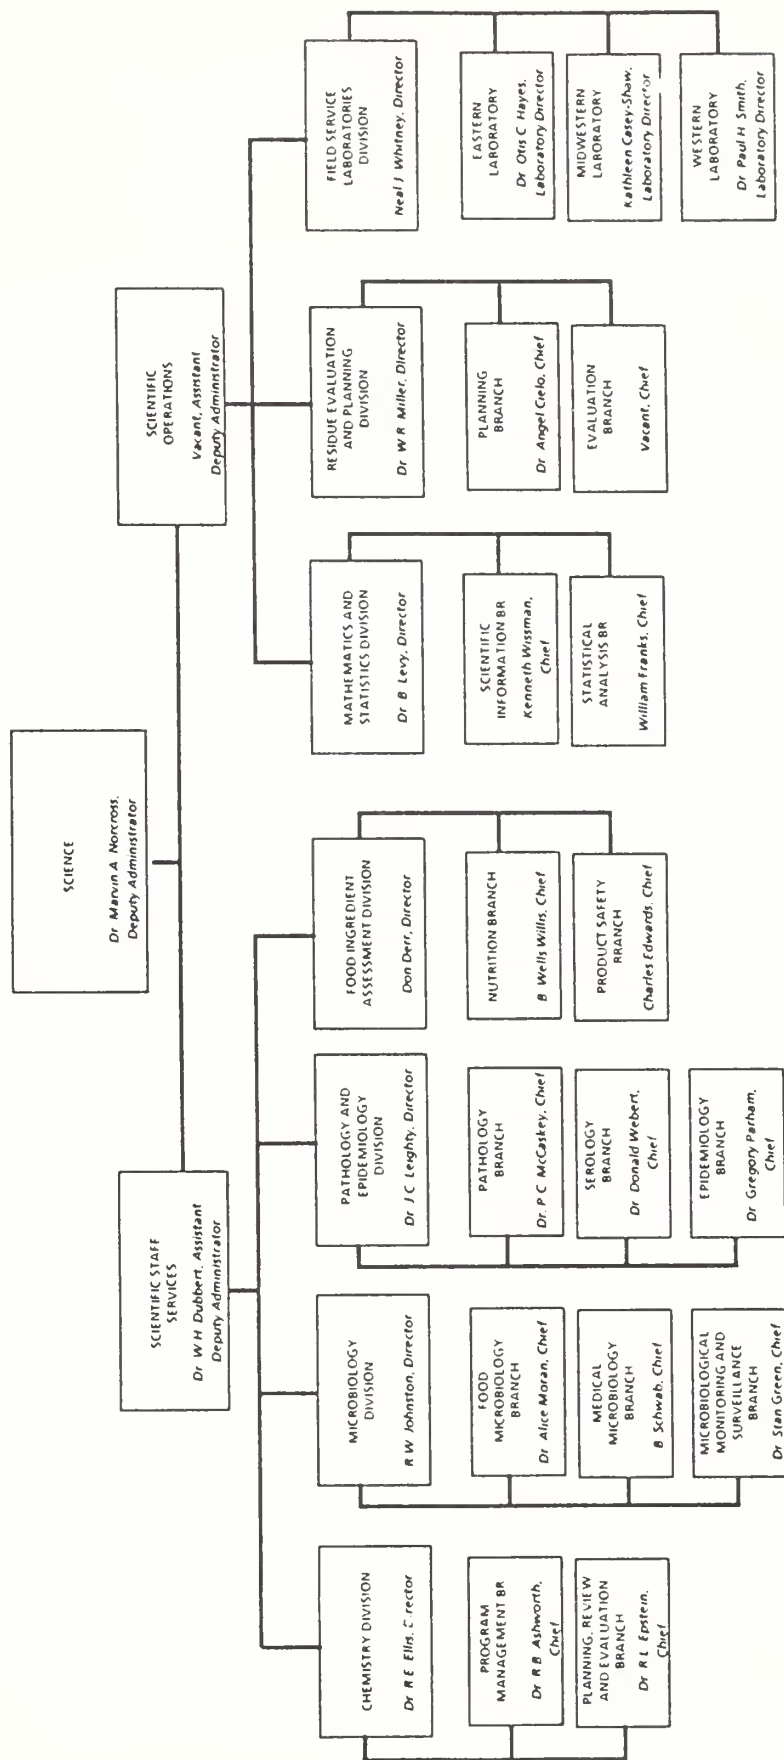 SCIENCE
Dr Marvin A Norcross,
Deputy Administrator
SCIENTIFIC STAFF
SERVICES
Dr W H Dubbert, Assistant
Deputy Administrator
SCIENTIFIC
OPERATIONS
Vacant, Assistant
Deputy Administrator
CHEMISTRY DIVISION
Dr R E Ellis, Director
PROGRAM
MANAGEMENT BR
Dr R B Ashworth,
Chief
PLANNING, REVIEW
AND EVALUATION
BRANCH
Dr R L Epstein,
Chief
MICROBIOLOGY
DIVISION
R W Johnston, Director
FOOD
MICROBIOLOGY
BRANCH
Dr Alice Moran, Chief
MEDICAL
MICROBIOLOGY
BRANCH
B Schwab, Chief
MICROBIOLOGICAL
MONITORING AND
SURVEILLANCE
BRANCH
Dr Stan Green, Chief
PATHOLOGY AND
EPIDEMIOLOGY
DIVISION
Dr J C Leighty, Director
PATHOLOGY
BRANCH
Dr. P C McCaskey, Chief
SEROLOGY
BRANCH
Dr Donald Webert,
Chief
EPIDEMIOLOGY
BRANCH
Dr Gregory Parham,
Chief
FOOD INGREDIENT
ASSESSMENT DIVISION
Don Derr, Director
NUTRITION BRANCH
B Wells Willis, Chief
PRODUCT SAFETY
BRANCH
Charles Edwards, Chief
MATHEMATICS AND
STATISTICS DIVISION
Dr B Levy, Director
SCIENTIFIC
INFORMATION BR
Kenneth Wissman,
Chief
STATISTICAL
ANALYSIS BR
William Franks, Chief
RESIDUE EVALUATION
AND PLANNING
DIVISION
Dr W R Miller, Director
PLANNING
BRANCH
Dr Angel Cielo, Chief
EVALUATION
BRANCH
Vacant, Chief
FIELD SERVICE
LABORATORIES
DIVISION
Neal J Whitney, Director
EASTERN
LABORATORY
Dr Otis C Hayes,
Laboratory Director
MIDWESTERN
LABORATORY
Kathleen Casey-Shaw,
Laboratory Director
WESTERN
LABORATORY
Dr Paul H Smith,
Laboratory Director